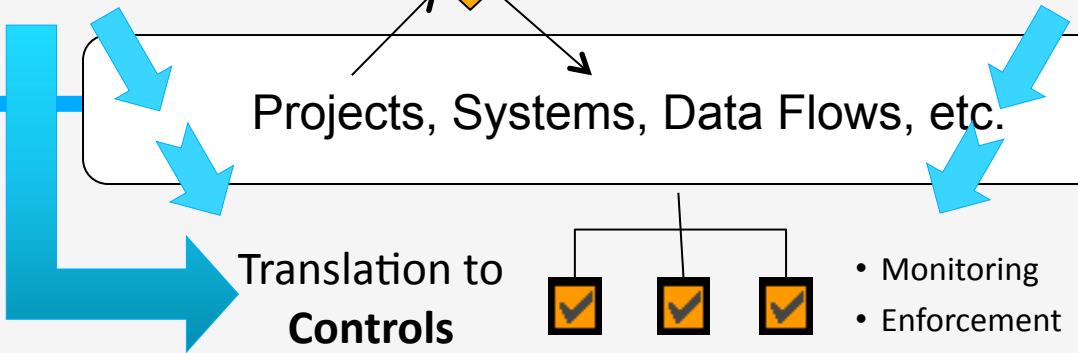 Projects, Systems, Data Flows, etc.
Translation to
Controls
• Monitoring
• Enforcement